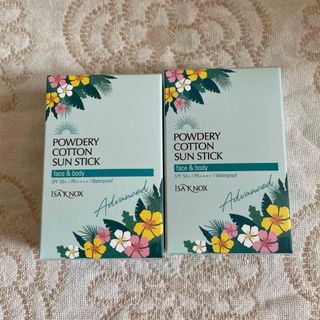 POWDERY
COTTON
SUN STICK
face & body
SPF 50+ / PA++++ / Waterproof
ISA KNOX
Advanced
POWDERY
COTTON
SUN STICK
face & body
SPF 50+ / PA++++ / Waterproof
ISA KNOX
Advanced